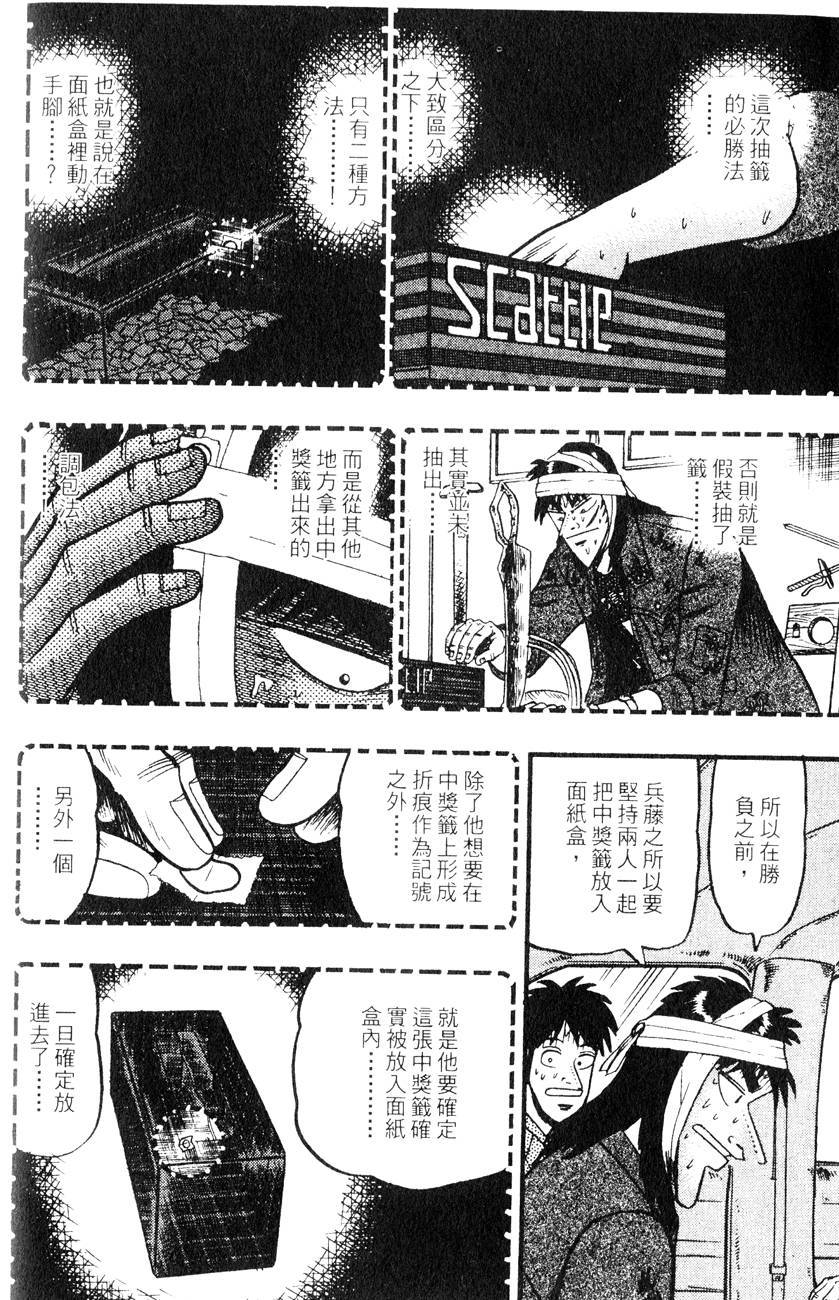 這次抽籤
的必勝法
……
大致區分
之下……
Scattie
只有二種方
法……！
也就是說在
面紙盒裡動
手腳……？
否則就是
假裝抽了
籤……
其實並未
抽出……
TIE
而是從其他
地方拿出中
獎籤出來的
……
調包法
……
所以在勝
負之前，
兵藤之所以要
堅持兩人一起
把中獎籤放入
面紙盒，
除了他想要在
中獎籤上形成
折痕作為記號
之外……
另外一個
………
就是他要確定
這張中獎籤確
實被放入面紙
盒內………
一旦確定放
進去了……